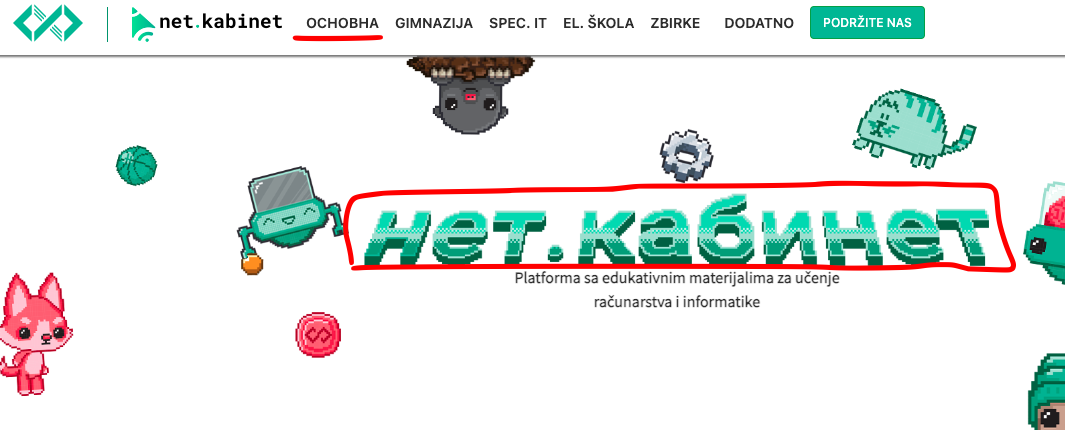 net.kabinet ОСНОВНА GIMNAZIJA SPEC. IT EL. ŠKOLA ZBIRKE DODATNO PODRŽITE NAS
нет.кабинет
Platforma sa edukativnim materijalima za učenje
računarstva i informatike